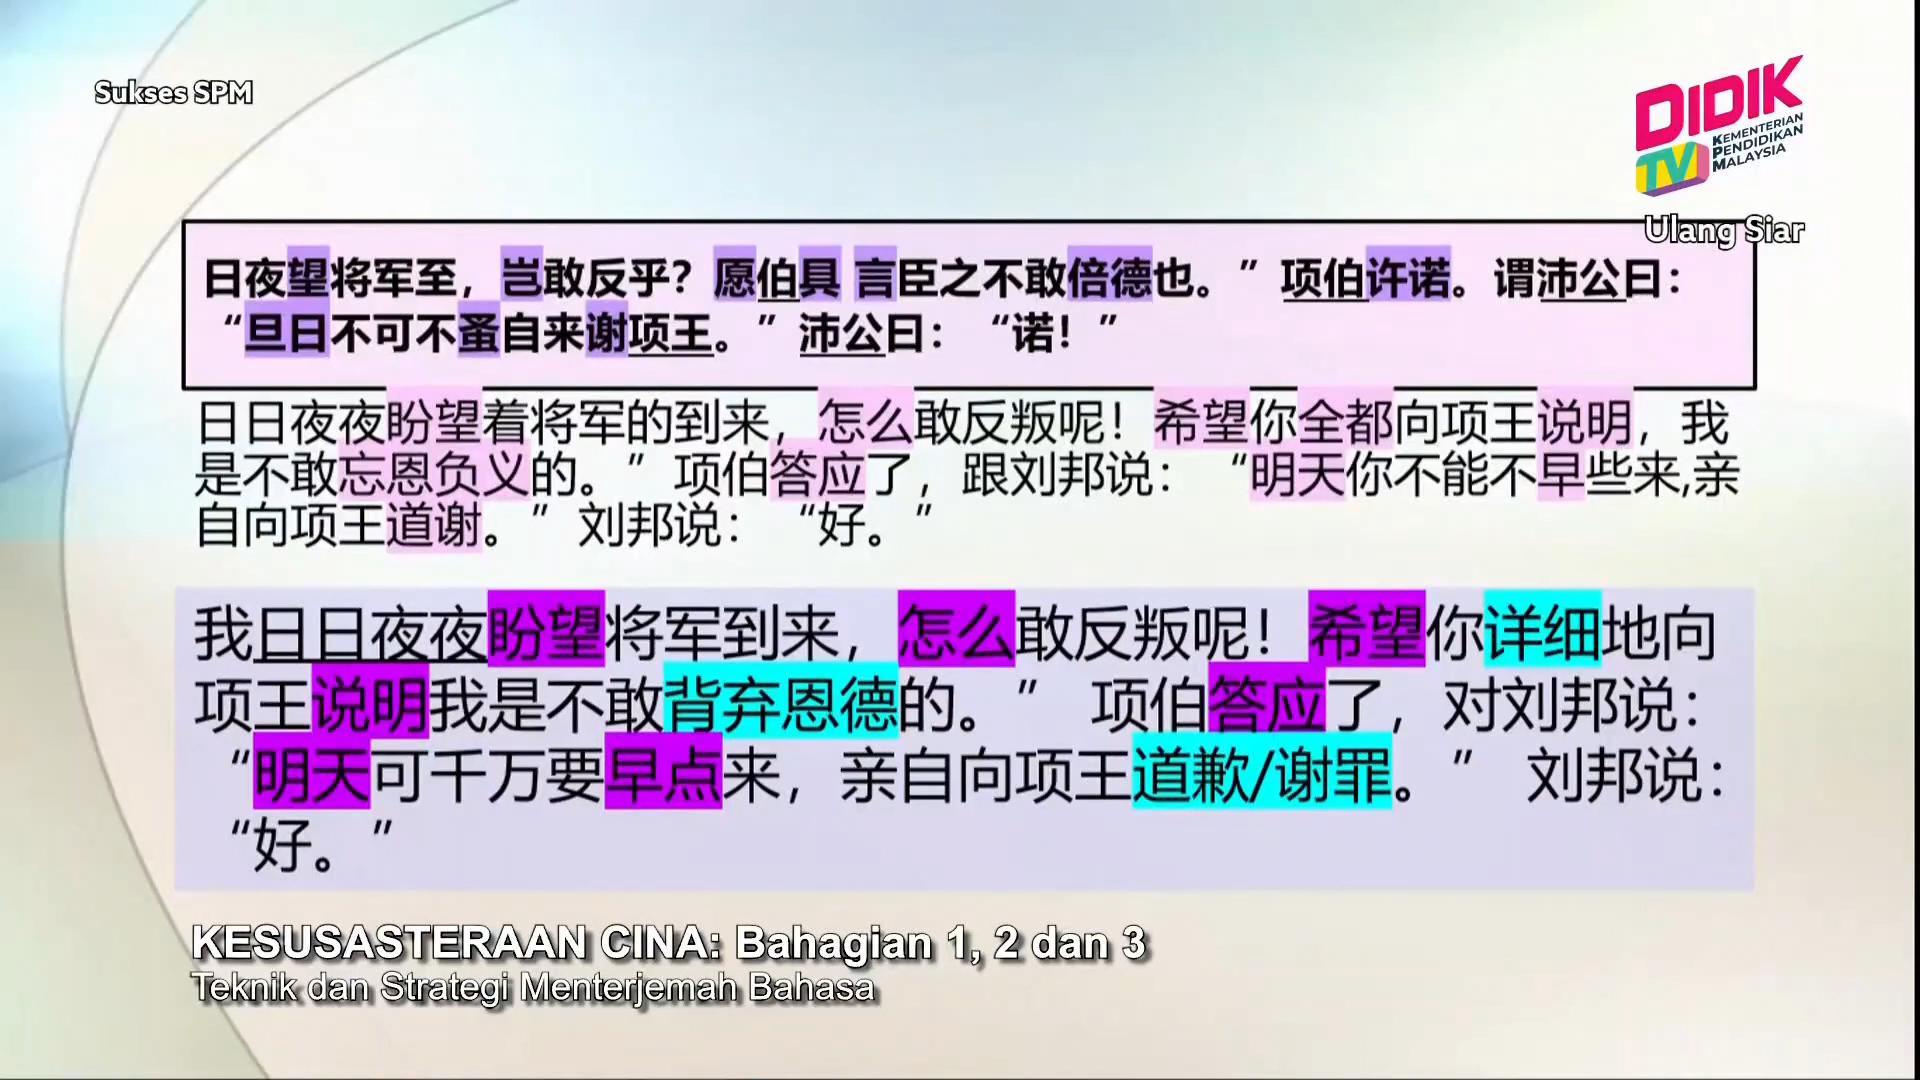 Sukses SPM
DIDIK
TV
KEMENTERIAN
PENDIDIKAN
MALAYSIA
Ulang Siar
日夜望将军至，岂敢反乎？愿伯具 言臣之不敢倍德也。”项伯许诺。谓沛公曰：
“旦日不可不蚤自来谢项王。”沛公曰：“诺！”
日日夜夜盼望着将军的到来，怎么敢反叛呢！希望你全都向项王说明，我
是不敢忘恩负义的。”项伯答应了，跟刘邦说：“明天你不能不早些来,亲
自向项王道谢。”刘邦说：“好。”
我日日夜夜盼望将军到来，怎么敢反叛呢！希望你详细地向
项王说明我是不敢背弃恩德的。” 项伯答应了，对刘邦说：
“明天可千万要早点来，亲自向项王道歉/谢罪。” 刘邦说：
“好。”
KESUSASTERAAN CINA: Bahagian 1, 2 dan 3
Teknik dan Strategi Menterjemah Bahasa